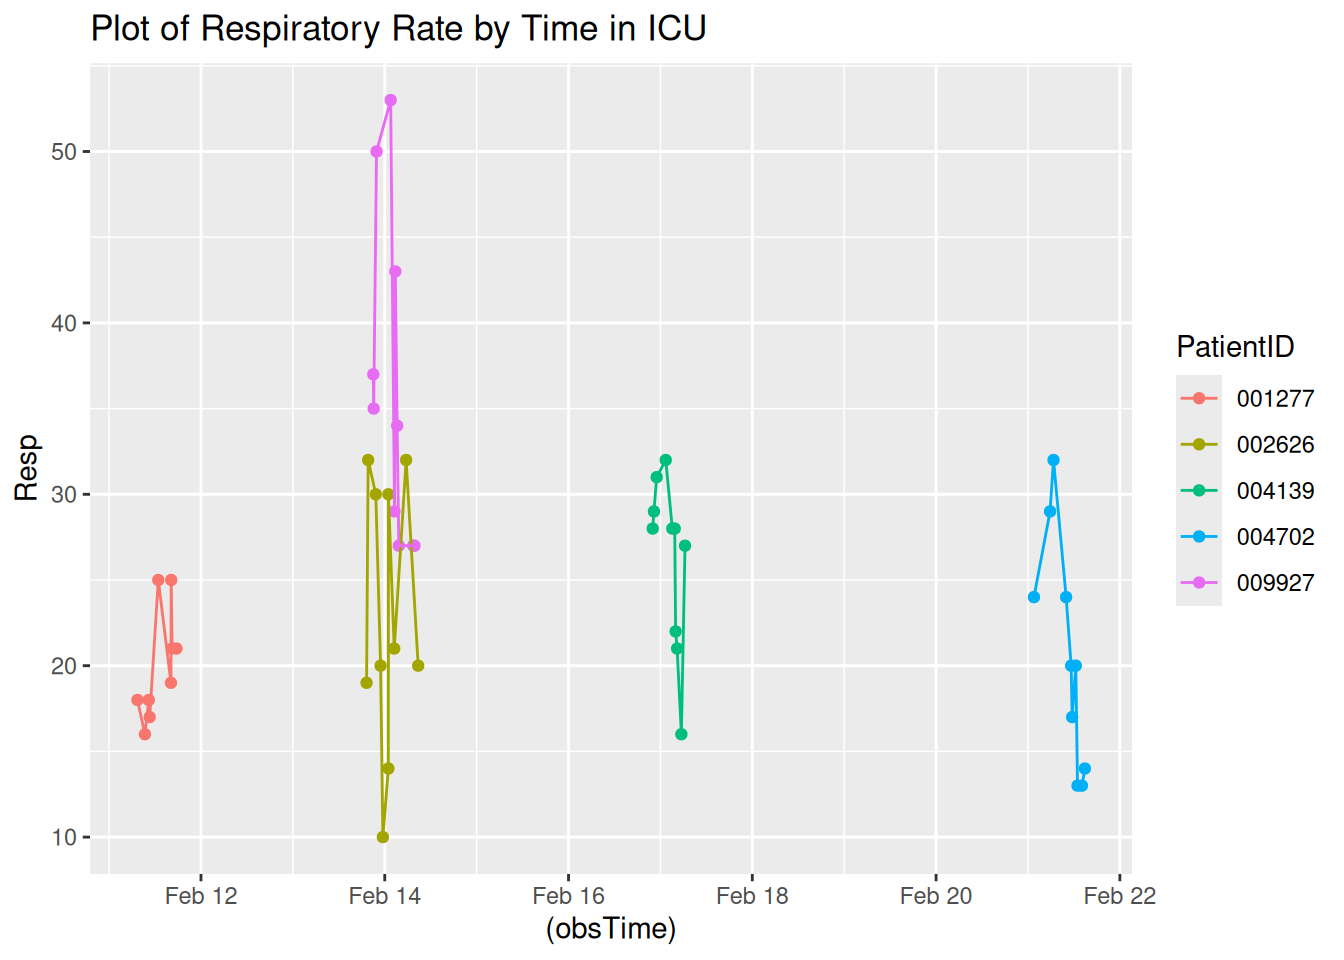 Plot of Respiratory Rate by Time in ICU
Resp
50
40
30
20
10
Feb 12
Feb 14
Feb 16
Feb 18
Feb 20
Feb 22
(obsTime)
PatientID
001277
002626
004139
004702
009927